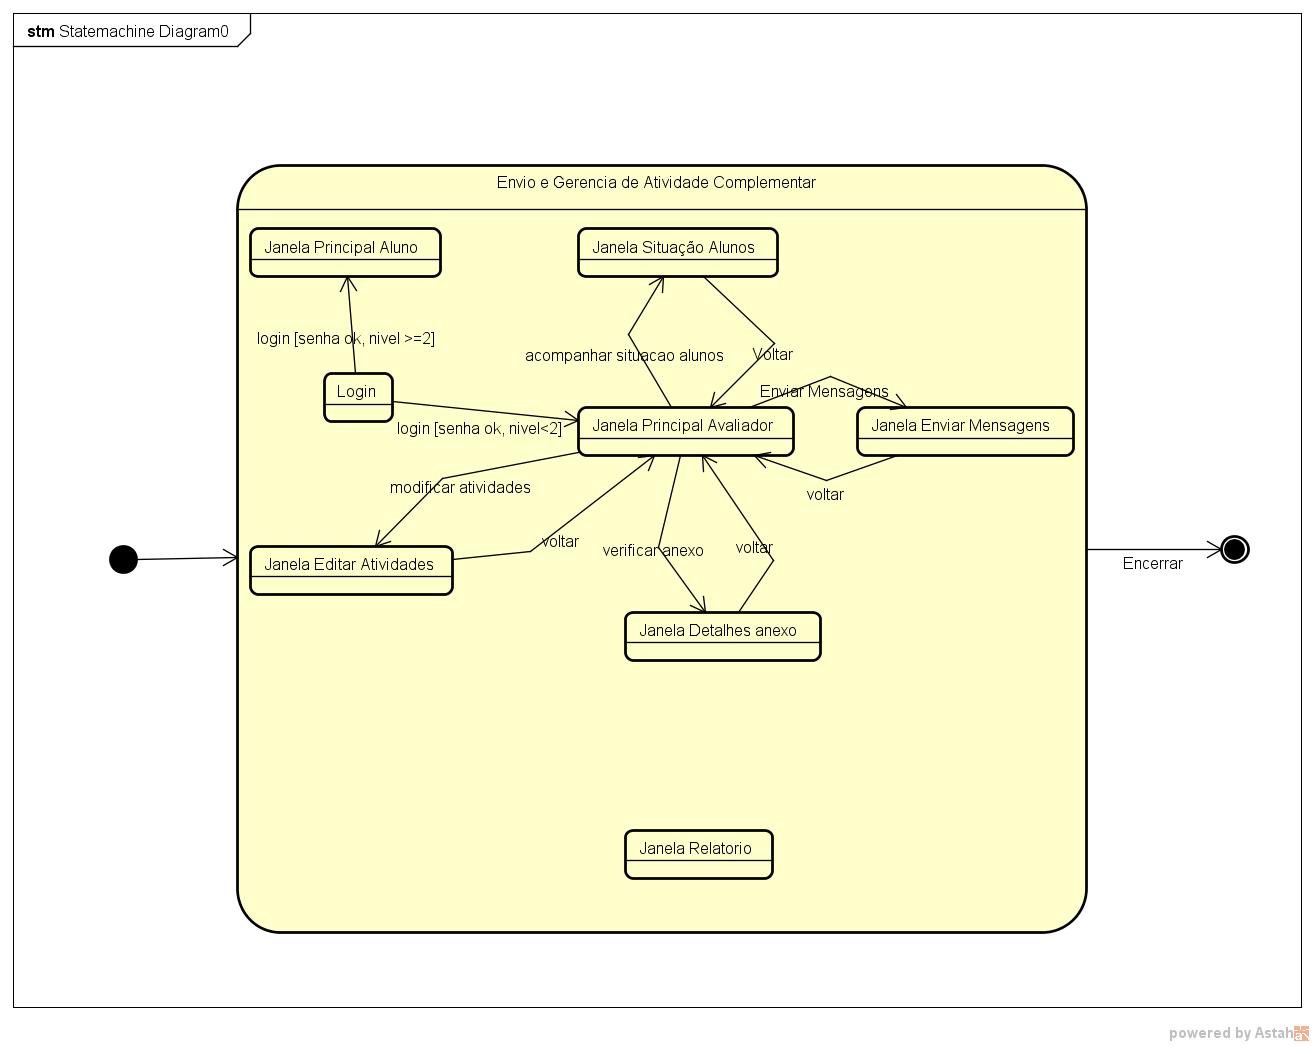 stm Statemachine Diagram0
Envio e Gerencia de Atividade Complementar
Janela Principal Aluno
Janela Situação Alunos
login [senha ok, nivel >=2]
acompanhar situacao alunos
Voltar
Login
Enviar Mensagens
login [senha ok, nivel<2]
Janela Principal Avaliador
Janela Enviar Mensagens
modificar atividades
voltar
voltar
verificar anexo
voltar
Janela Editar Atividades
Encerrar
Janela Detalhes anexo
Janela Relatorio
powered by Astah